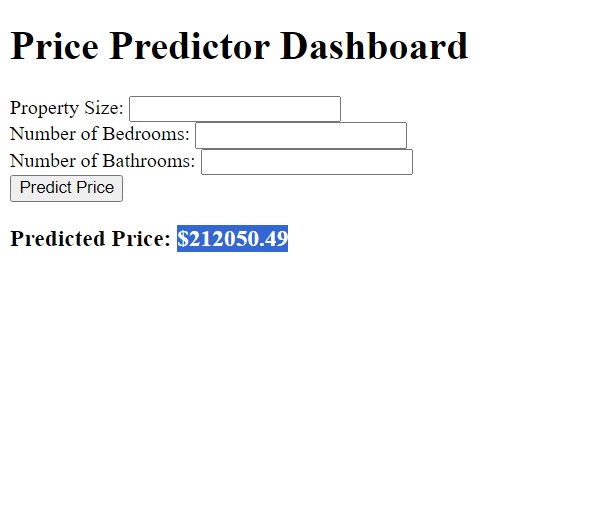 Price Predictor Dashboard
Property Size:
Number of Bedrooms:
Number of Bathrooms:
Predict Price
Predicted Price: $212050.49